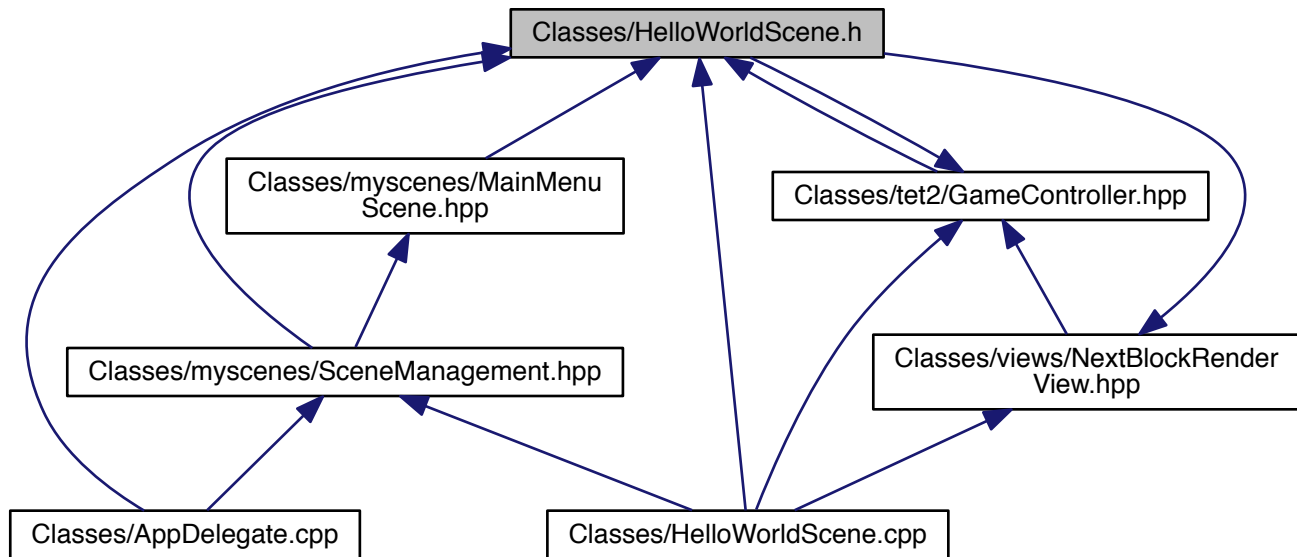 Classes/HelloWorldScene.h
Classes/myscenes/MainMenu
Scene.hpp
Classes/tet2/GameController.hpp
Classes/myscenes/SceneManagement.hpp
Classes/views/NextBlockRender
View.hpp
Classes/AppDelegate.cpp
Classes/HelloWorldScene.cpp